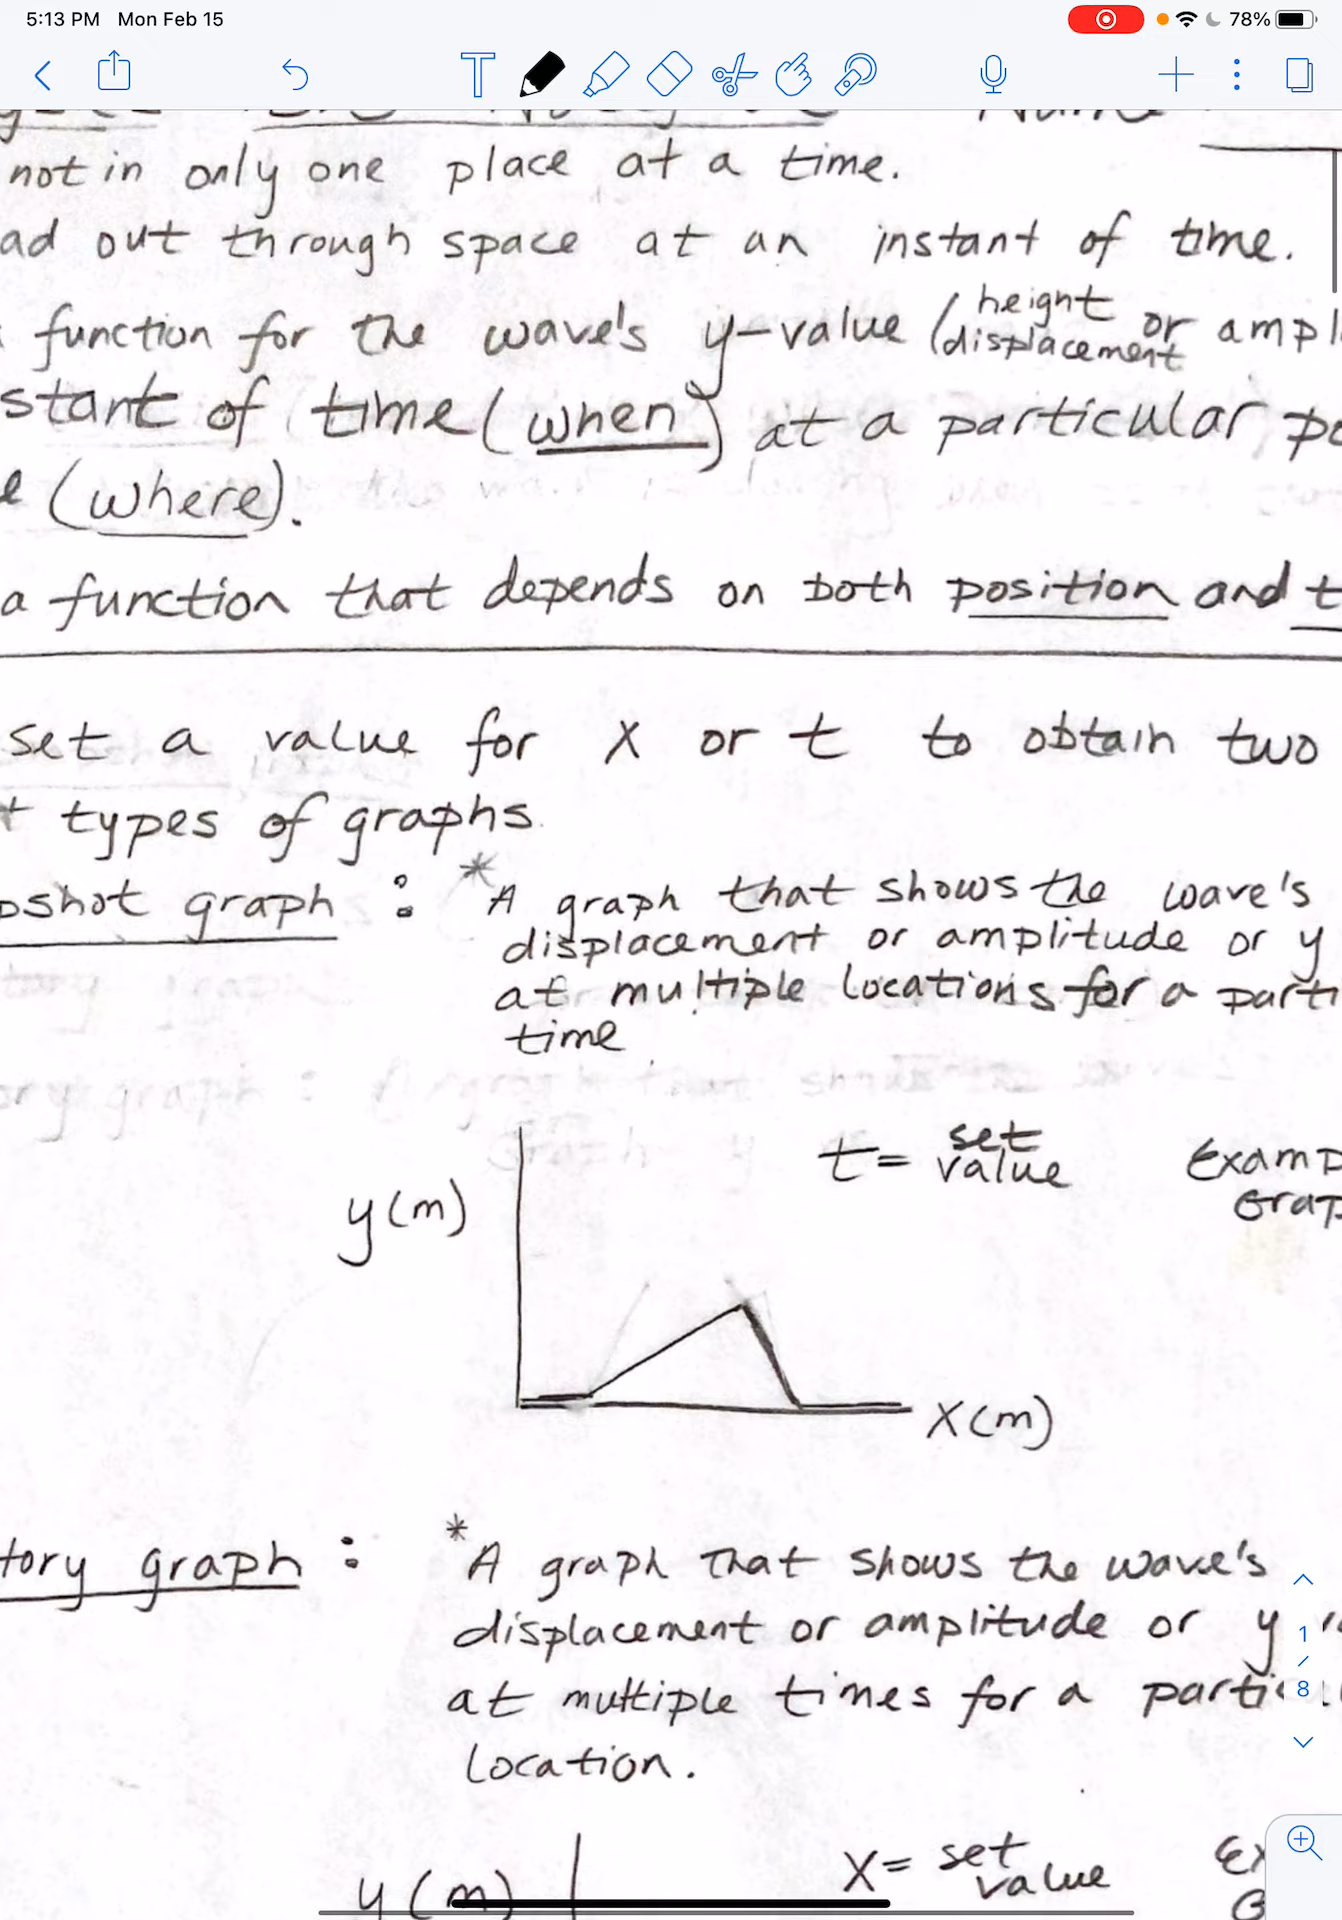 5:13 PM Mon Feb 15
78%
T
not in only one place at a time.
ad out through space at an instant of time.
function for the wave's y-value (height displacement or ampl
stant of time (when) at a particular po
e (where).
a function that depends on both position and t
set a value for x or t to obtain two
t types of graphs.
pshot graph : *A graph that shows the wave's
displacement or amplitude or y
at multiple locations for a parti
time
t = set value
Examp
Grap
y(m)
x(m)
tory graph : *A graph that shows the wave's
displacement or amplitude or y
1
at multiple times for a partic
8
location.
x = set value
Ex
G
y(m)